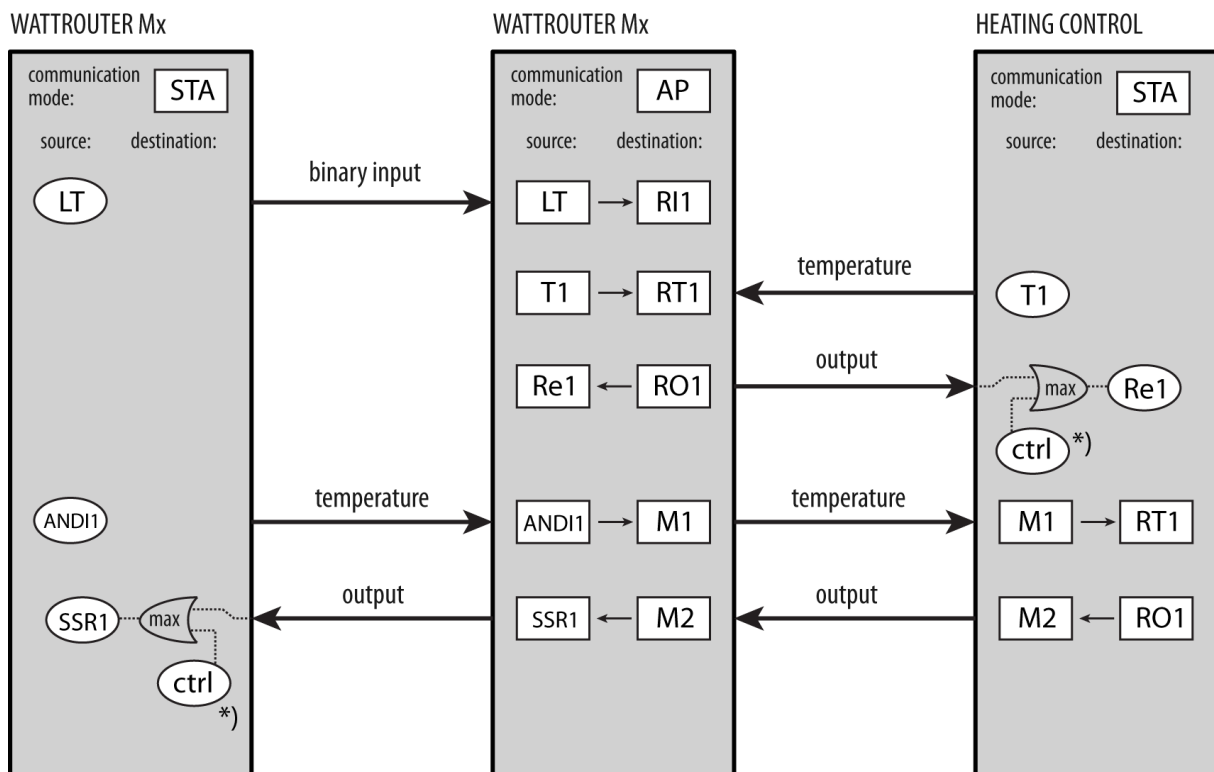 WATTROUTER Mx
WATTROUTER Mx
HEATING CONTROL
communication
mode:
STA
communication
mode:
AP
communication
mode:
STA
source:
destination:
source:
destination:
source:
destination:
LT
binary input
LT
RI1
T1
RT1
temperature
T1
Re1
RO1
output
max
Re1
ctrl
*)
ANDI1
temperature
ANDI1
M1
temperature
M1
RT1
SSR1
max
output
SSR1
M2
output
M2
RO1
ctrl
*)